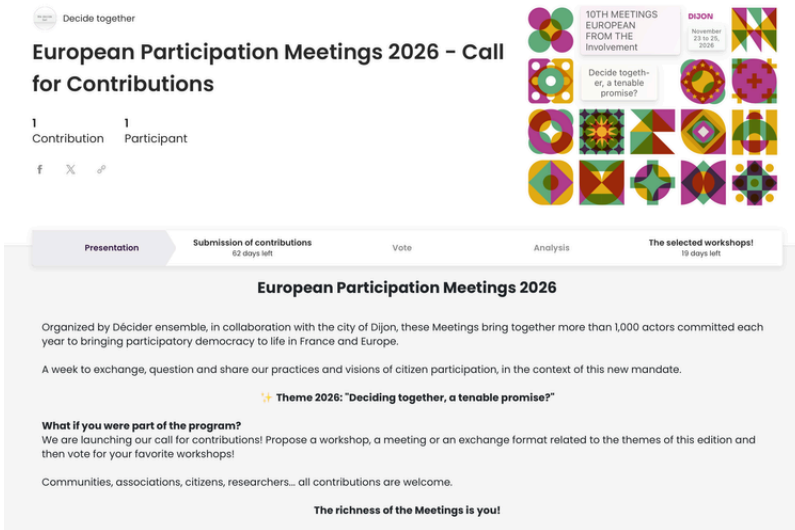 Decide together
European Participation Meetings 2026 - Call
for Contributions
1
Contribution
1
Participant
10TH MEETINGS
EUROPEAN
FROM THE
Involvement
DIJON
November
23 to 25,
2026
Decide togeth-
er, a tenable
promise?
Presentation
Submission of contributions
62 days left
Vote
Analysis
The selected workshops!
19 days left
European Participation Meetings 2026
Organized by Décider ensemble, in collaboration with the city of Dijon, these Meetings bring together more than 1,000 actors committed each
year to bringing participatory democracy to life in France and Europe.
A week to exchange, question and share our practices and visions of citizen participation, in the context of this new mandate.
✨ Theme 2026: "Deciding together, a tenable promise?"
What if you were part of the program?
We are launching our call for contributions! Propose a workshop, a meeting or an exchange format related to the themes of this edition and
then vote for your favorite workshops!
Communities, associations, citizens, researchers... all contributions are welcome.
The richness of the Meetings is you!